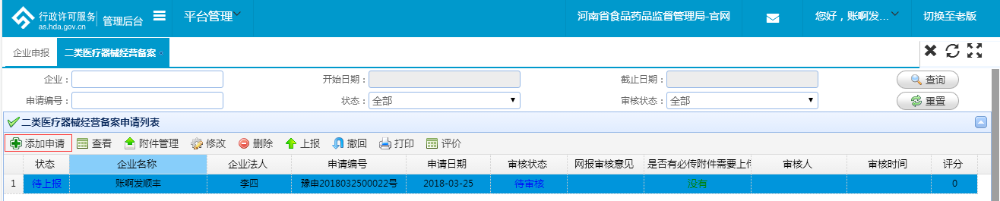 行政许可服务 管理后台 平台管理 河南省食品药品监督管理局-官网 您好，账啊发... 切换至老版
as.hda.gov.cn
企业申报 二类医疗器械经营备案 ×
企业： 开始日期： 截止日期： 查询
申请编号： 状态： 全部 审核状态： 全部 重置
二类医疗器械经营备案申请列表
添加申请 查看 附件管理 修改 删除 上报 撤回 打印 评价
状态 企业名称 企业法人 申请编号 申请日期 审核状态 网报审核意见 是否有必传附件需要上传 审核人 审核时间 评分
1 待上报 账啊发顺丰 李四 豫申2018032500022号 2018-03-25 待审核 没有 0